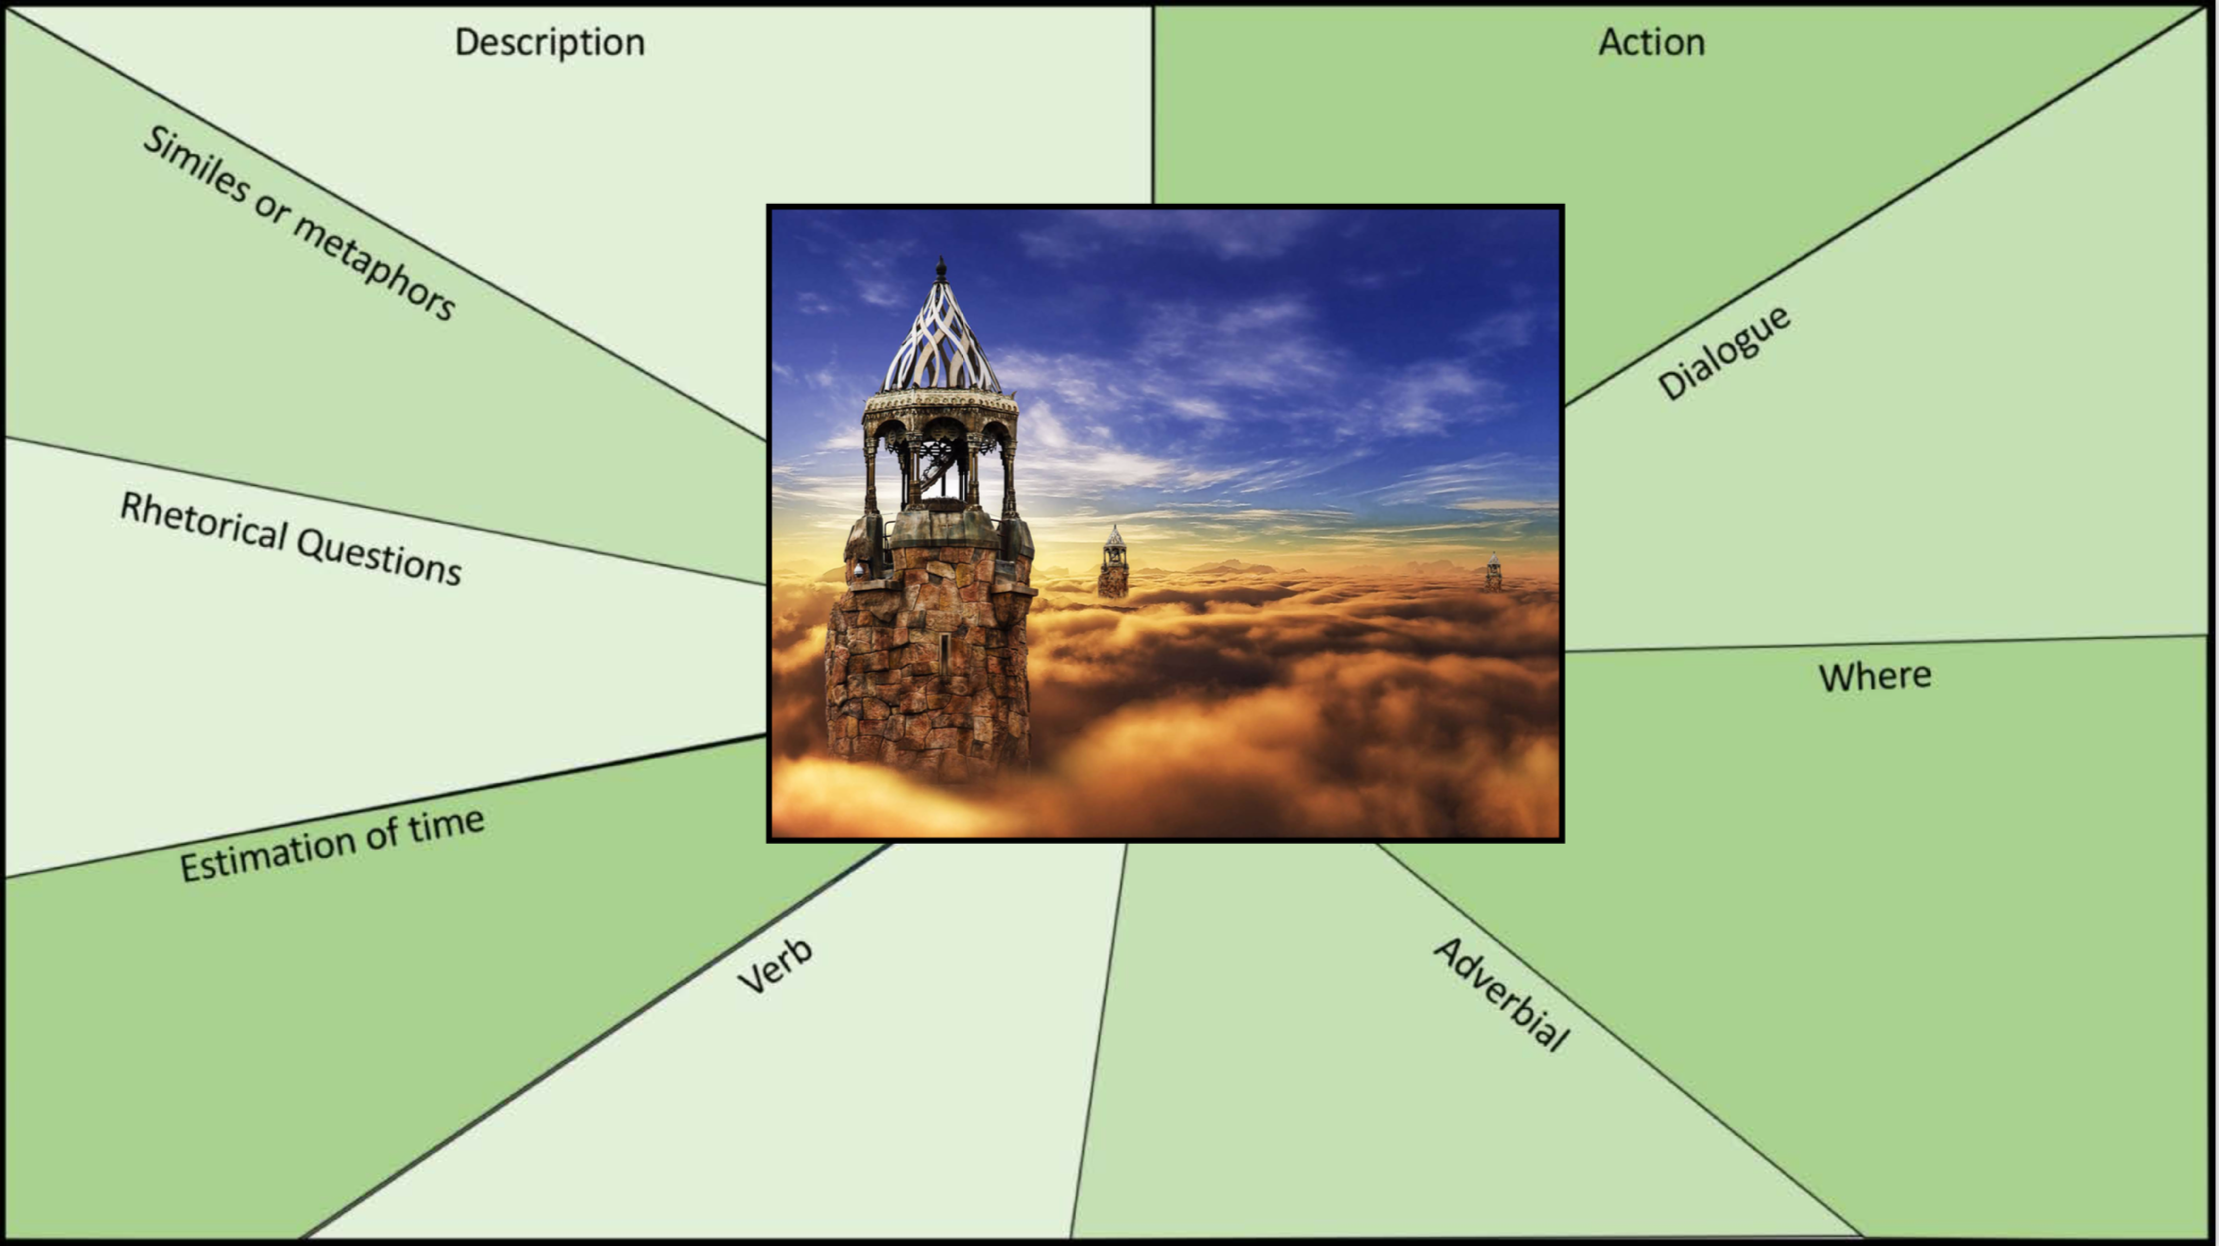 Description
Action
Similes or metaphors
Dialogue
Rhetorical Questions
Where
Estimation of time
Verb
Adverbial